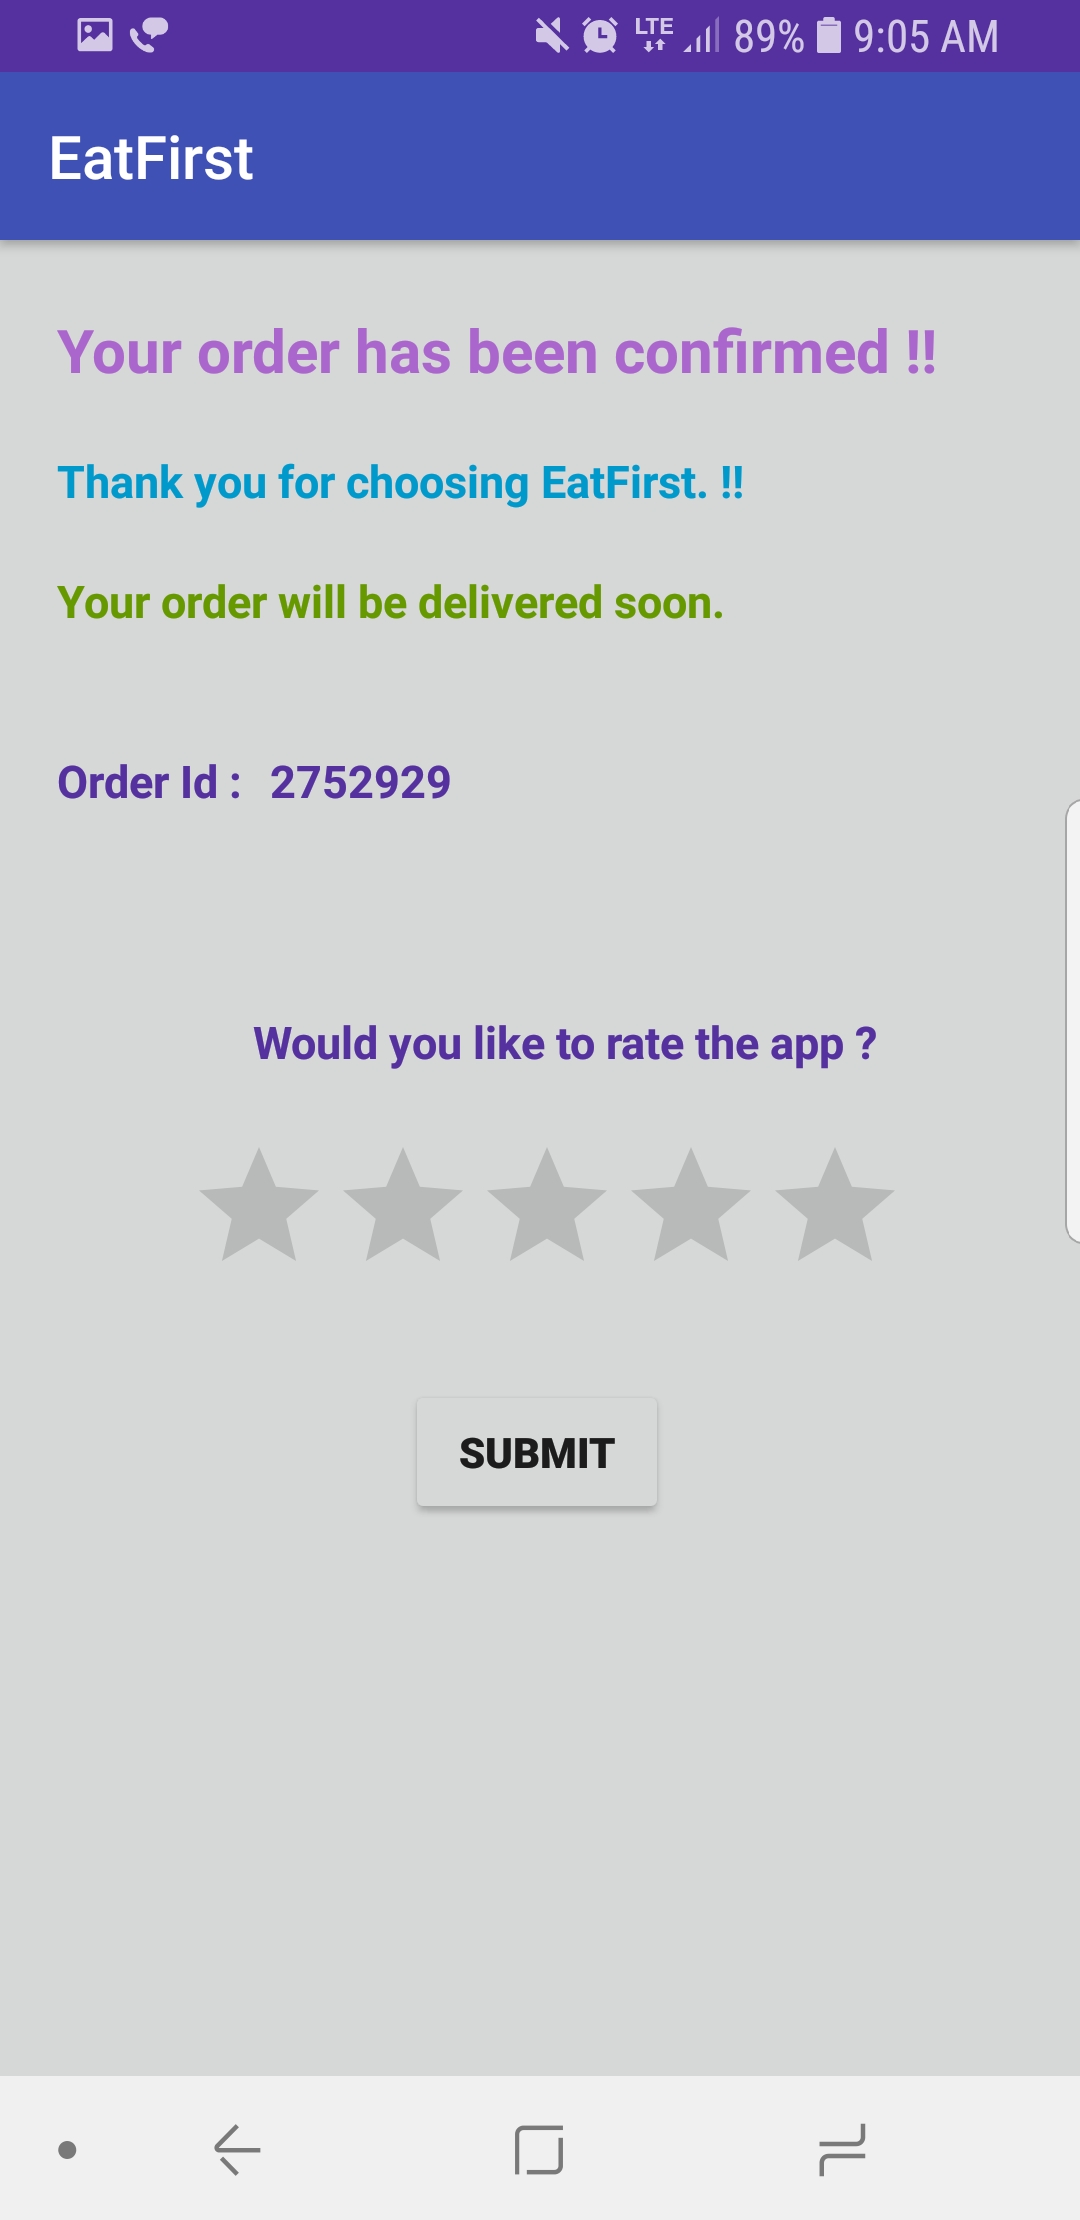 LTE 89% 9:05 AM
EatFirst
Your order has been confirmed !!
Thank you for choosing EatFirst. !!
Your order will be delivered soon.
Order Id : 2752929
Would you like to rate the app ?
SUBMIT